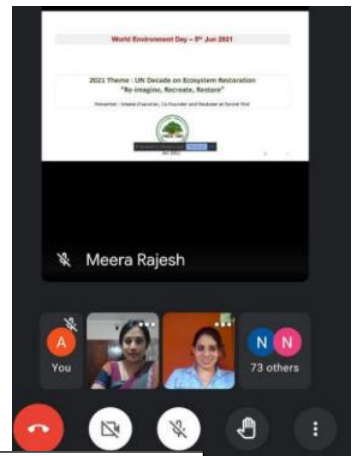 World Environment Day – 5th Jun 2021
2021 Theme : UN Decade on Ecosystem Restoration
"Re-imagine, Recreate, Restore"
Meera Rajesh
A
You
N N
73 others